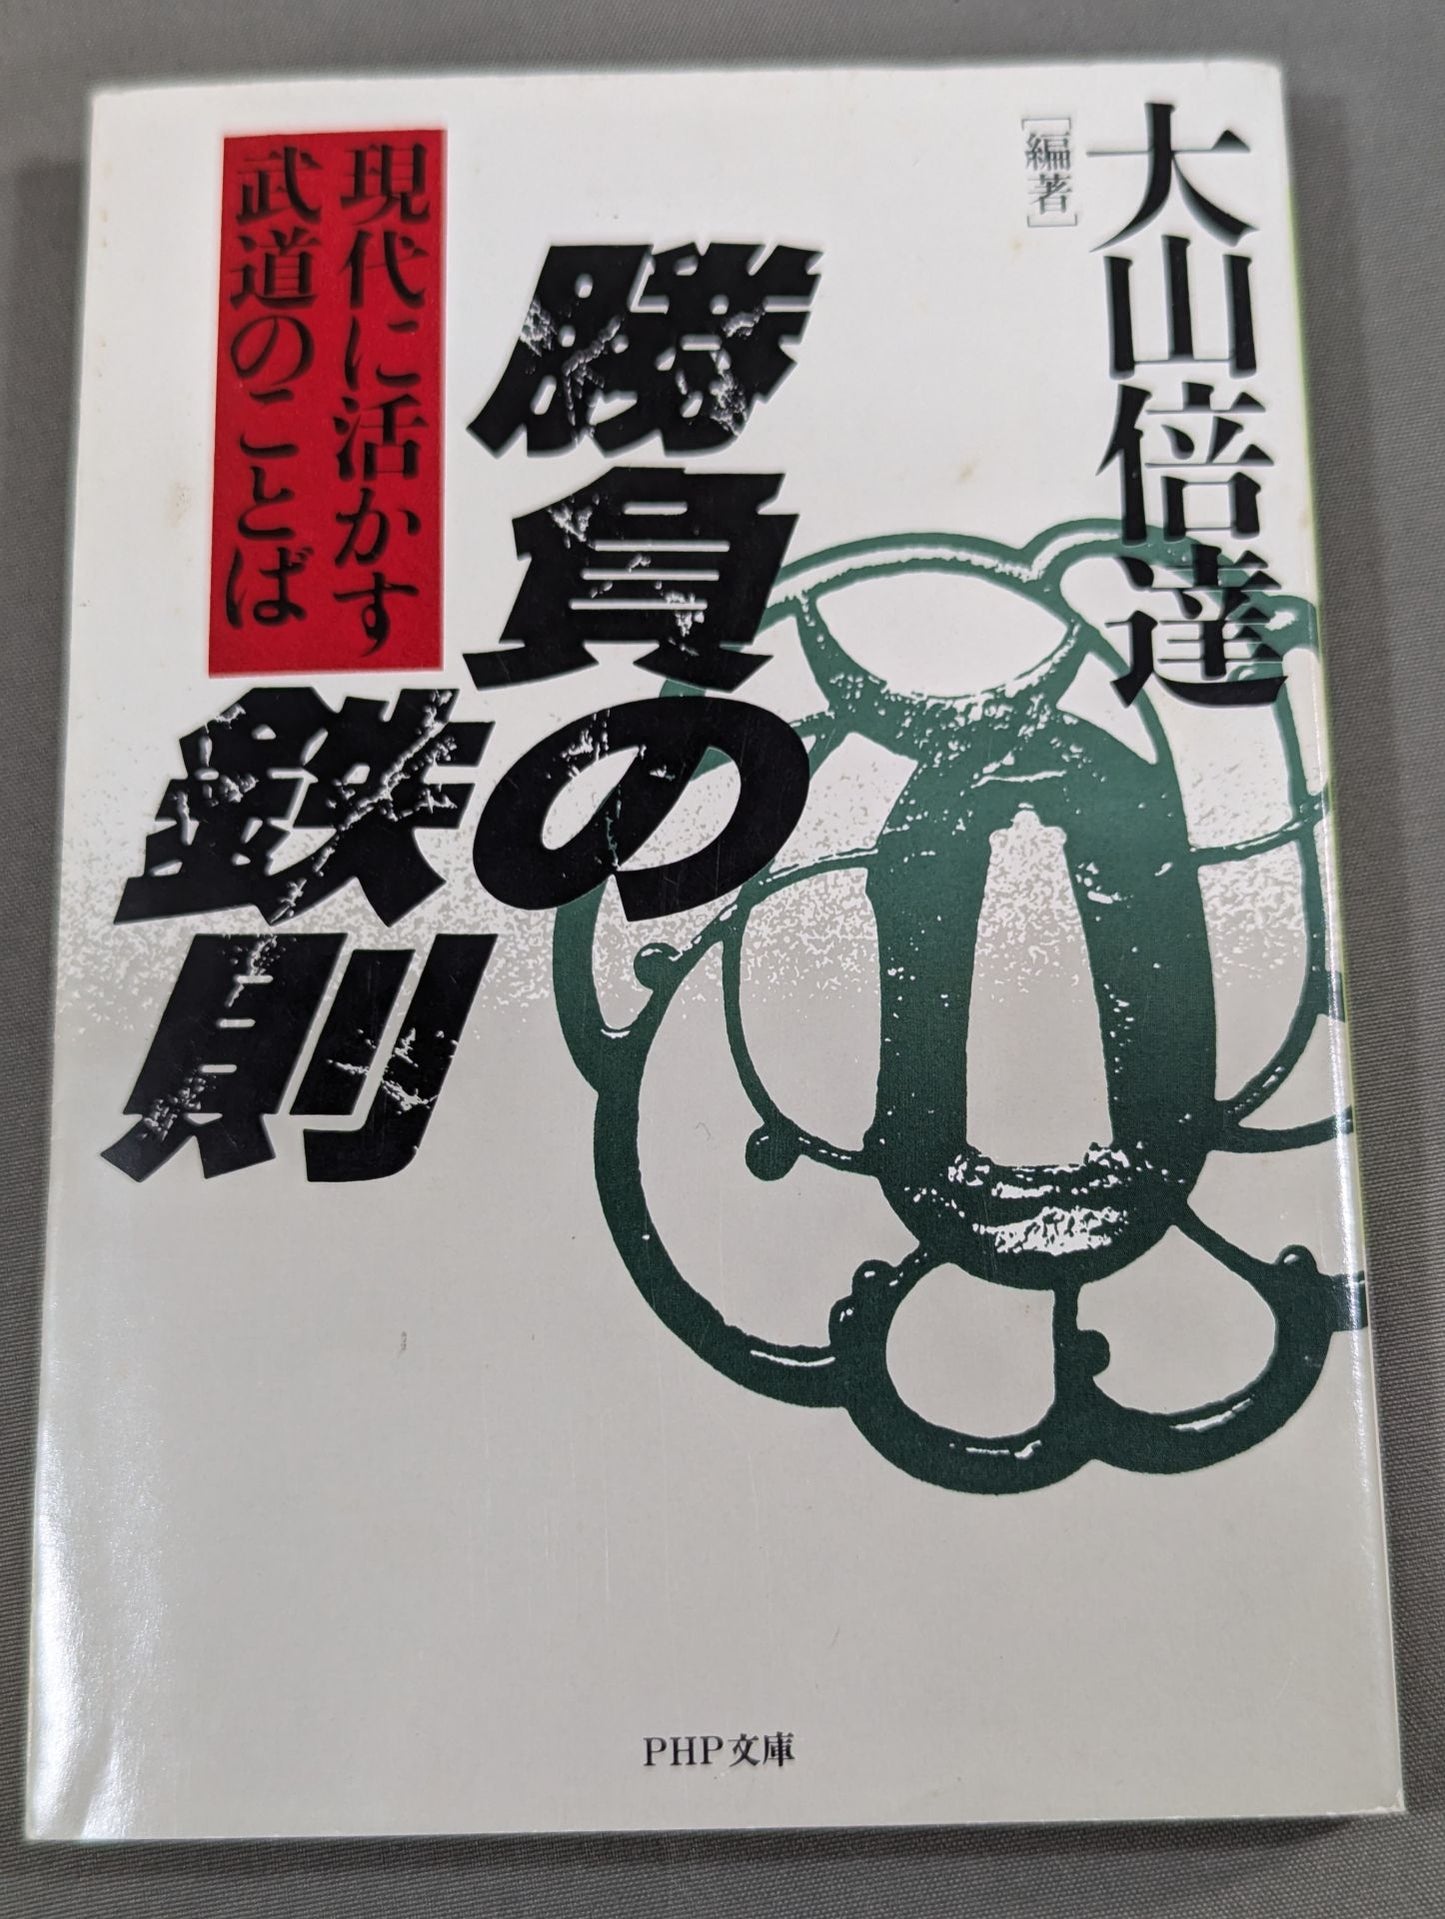 大山倍達
[編著]
勝負の
鉄則
現代に活かす
武道のことば
PHP文庫